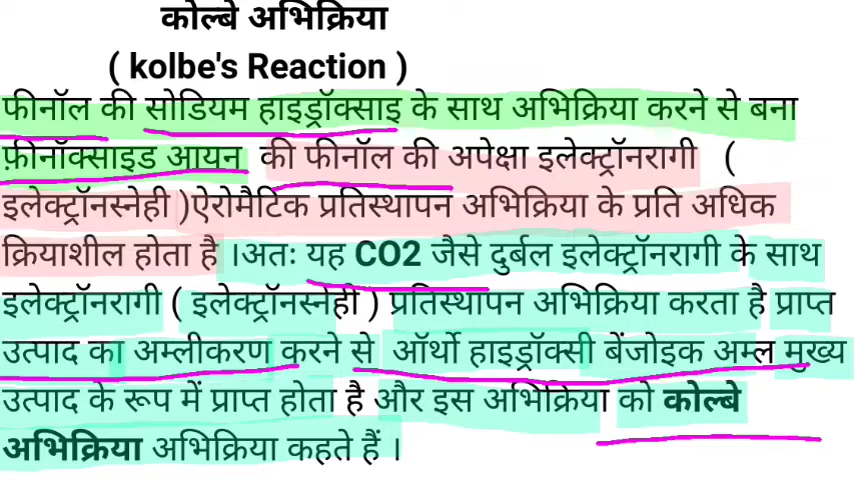 कोल्बे अभिक्रिया
( kolbe's Reaction )
फीनॉल की सोडियम हाइड्रॉक्साइ के साथ अभिक्रिया करने से बना
फ़ीनॉक्साइड आयन की फीनॉल की अपेक्षा इलेक्ट्रॉनरागी (
इलेक्ट्रॉनस्नेही )ऐरोमैटिक प्रतिस्थापन अभिक्रिया के प्रति अधिक
क्रियाशील होता है ।अतः यह CO2 जैसे दुर्बल इलेक्ट्रॉनरागी के साथ
इलेक्ट्रॉनरागी ( इलेक्ट्रॉनस्नेही ) प्रतिस्थापन अभिक्रिया करता है प्राप्त
उत्पाद का अम्लीकरण करने से ऑर्थो हाइड्रॉक्सी बेंजोइक अम्ल मुख्य
उत्पाद के रूप में प्राप्त होता है और इस अभिक्रिया को कोल्बे
अभिक्रिया अभिक्रिया कहते हैं ।